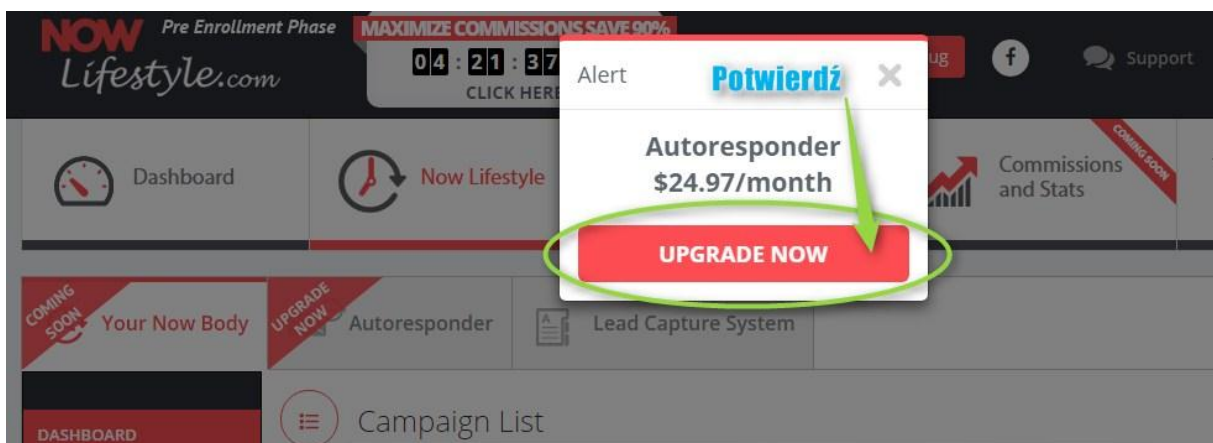 Pre Enrollment Phase
NOW
Lifestyle.com
MAXIMIZE COMMISSIONS SAVE 90%
04 : 21 : 37
CLICK HERE
Alert
Potwierdź
Support
Dashboard
Now Lifestyle
Autoresponder
$24.97/month
UPGRADE NOW
Commissions
and Stats
COMING SOON
COMING
SOON
Your Now Body
UPGRADE
NOW
Autoresponder
Lead Capture System
DASHBOARD
Campaign List